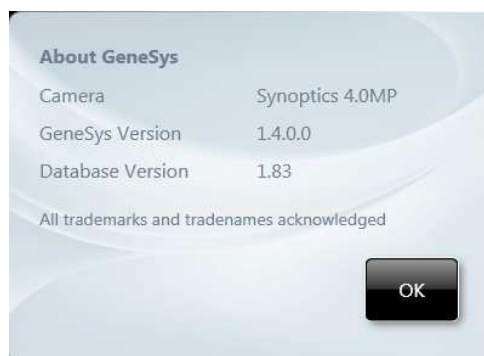 About GeneSys
Camera Synoptics 4.0MP
GeneSys Version 1.4.0.0
Database Version 1.83
All trademarks and tradenames acknowledged
OK